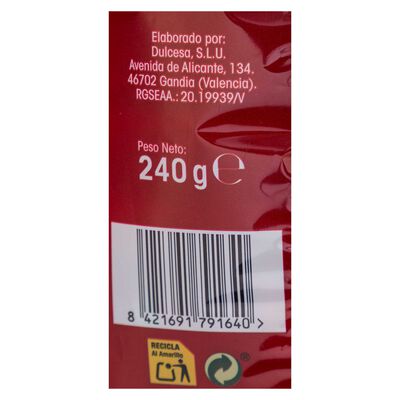 Elaborado por:
Dulcesa, S.L.U.
Avenida de Alicante, 134.
46702 Gandia (Valencia).
RGSEAA.: 20.19939/V
Peso Neto:
240 g ℮
8 421691 791640 >
RECICLA
Al Amarillo
®